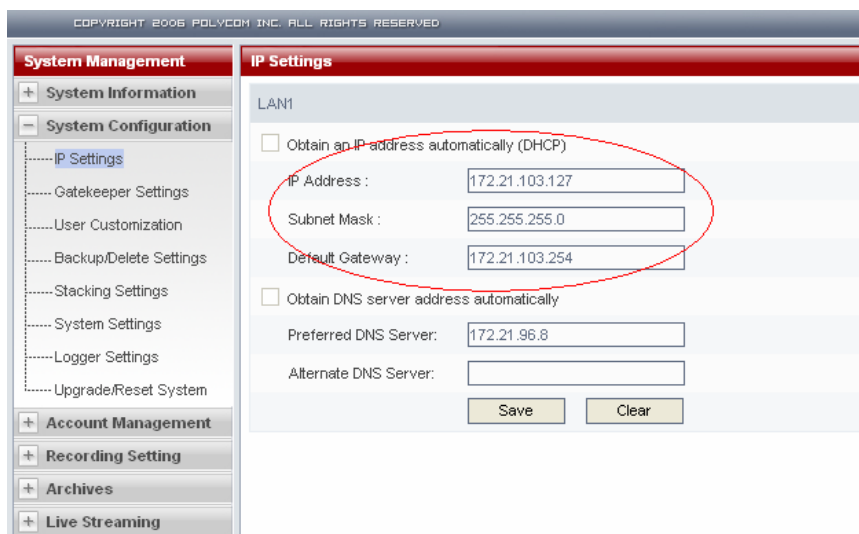 COPYRIGHT 2006 POLYCOM INC. ALL RIGHTS RESERVED
System Management
+ System Information
− System Configuration
IP Settings
Gatekeeper Settings
User Customization
Backup/Delete Settings
Stacking Settings
System Settings
Logger Settings
Upgrade/Reset System
+ Account Management
+ Recording Setting
+ Archives
+ Live Streaming
IP Settings
LAN1
Obtain an IP address automatically (DHCP)
IP Address : 172.21.103.127
Subnet Mask : 255.255.255.0
Default Gateway : 172.21.103.254
Obtain DNS server address automatically
Preferred DNS Server: 172.21.96.8
Alternate DNS Server:
Save Clear